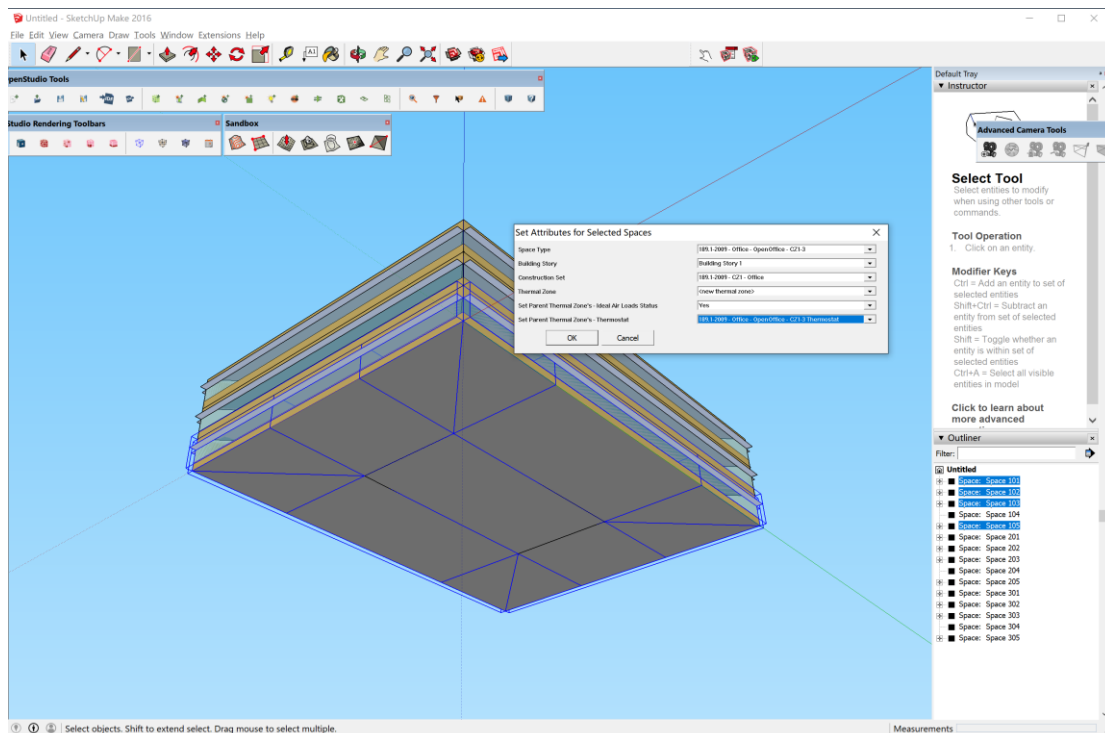 Untitled - SketchUp Make 2016
File Edit View Camera Draw Tools Window Extensions Help
OpenStudio Tools
Studio Rendering Toolbars
Sandbox
Default Tray
Instructor
Advanced Camera Tools
Select Tool
Select entities to modify
when using other tools or
commands.
Tool Operation
1. Click on an entity.
Modifier Keys
Ctrl = Add an entity to set of
selected entities
Shift+Ctrl = Subtract an
entity from set of selected
entities
Shift = Toggle whether an
entity is within set of
selected entities
Ctrl+A = Select all visible
entities in model
Click to learn about
more advanced
Set Attributes for Selected Spaces
Space Type 189.1-2009 - Office - OpenOffice - CZ1-3
Building Story Building Story 1
Construction Set 189.1-2009 - CZ1 - Office
Thermal Zone <new thermal zone>
Set Parent Thermal Zone's - Ideal Air Loads Status Yes
Set Parent Thermal Zone's - Thermostat 189.1-2009 - Office - OpenOffice - CZ1-3 Thermostat
OK Cancel
Outliner
Filter:
Untitled
Space: Space 101
Space: Space 102
Space: Space 103
Space: Space 104
Space: Space 105
Space: Space 201
Space: Space 202
Space: Space 203
Space: Space 204
Space: Space 205
Space: Space 301
Space: Space 302
Space: Space 303
Space: Space 304
Space: Space 305
Select objects. Shift to extend select. Drag mouse to select multiple.
Measurements